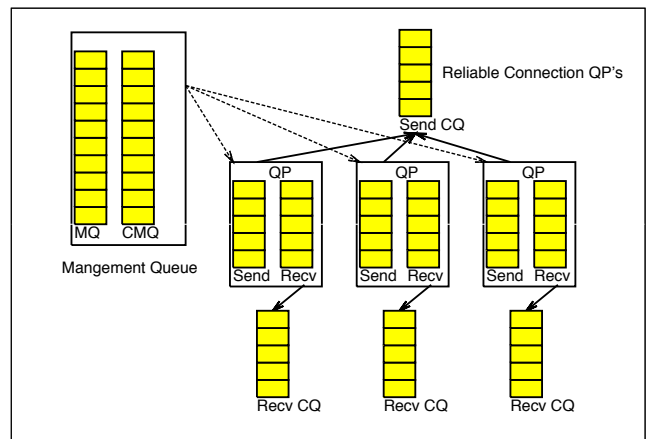 Reliable Connection QP's
Send CQ
QP QP QP
MQ CMQ
Mangement Queue
Send Recv Send Recv Send Recv
Recv CQ Recv CQ Recv CQ